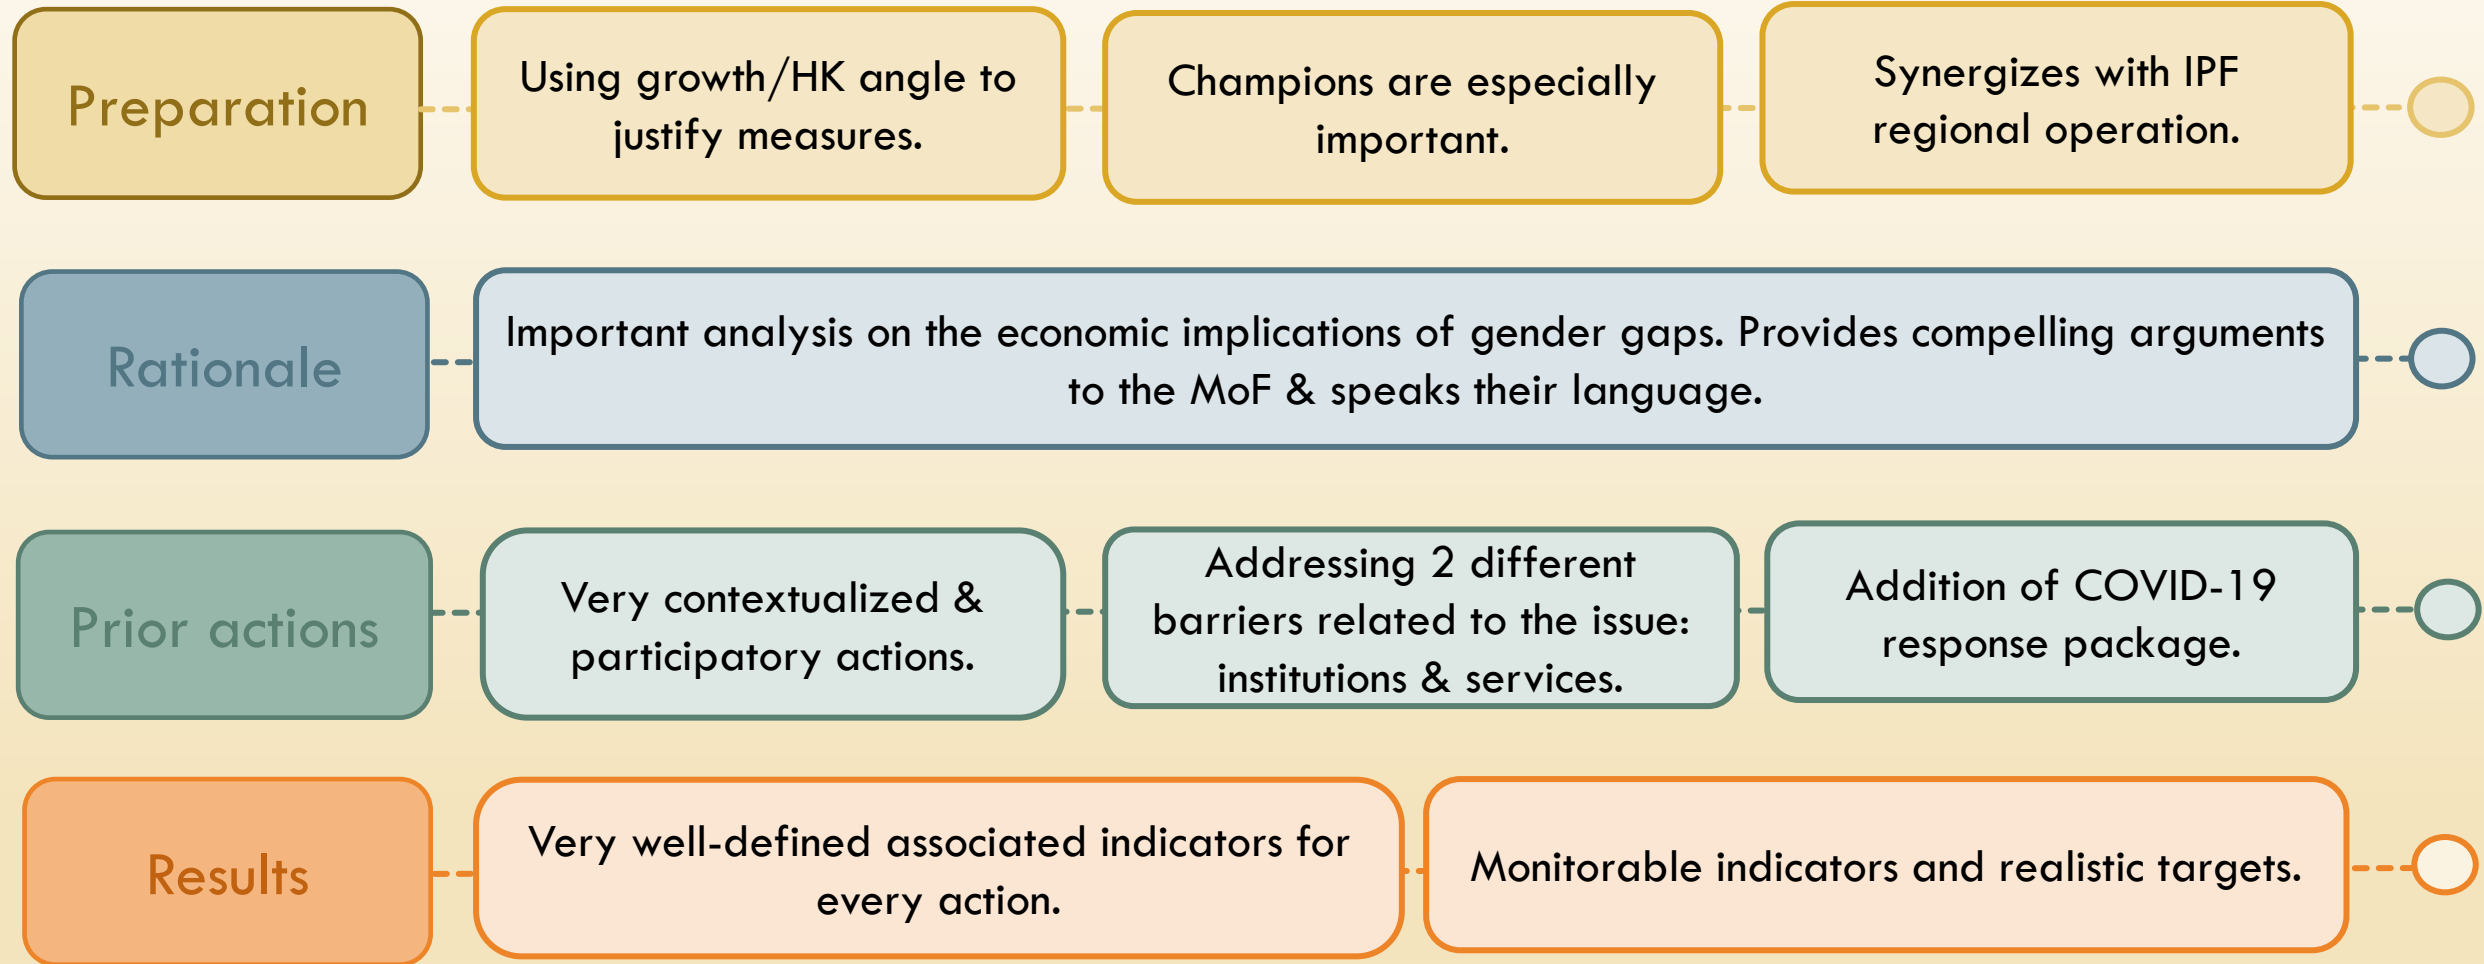 Preparation
Using growth/HK angle to
justify measures.
Champions are especially
important.
Synergizes with IPF
regional operation.
Rationale
Important analysis on the economic implications of gender gaps. Provides compelling arguments
to the MoF & speaks their language.
Prior actions
Very contextualized &
participatory actions.
Addressing 2 different
barriers related to the issue:
institutions & services.
Addition of COVID-19
response package.
Results
Very well-defined associated indicators for
every action.
Monitorable indicators and realistic targets.